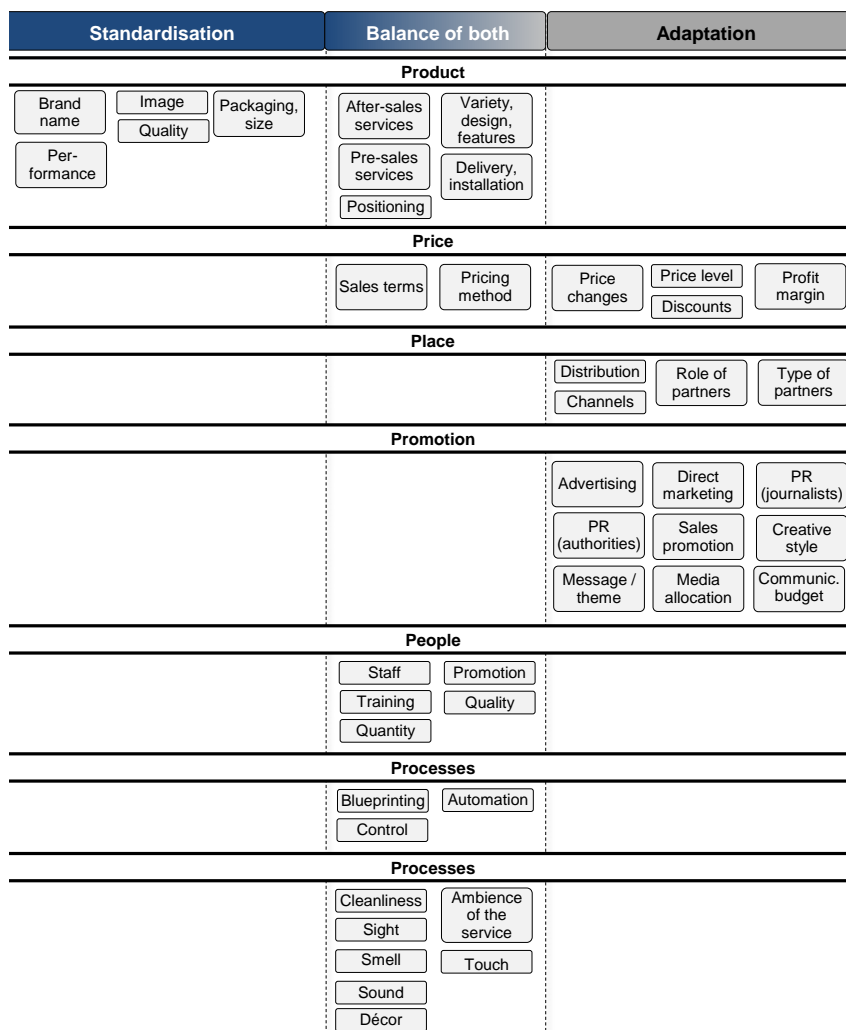 Standardisation
Balance of both
Adaptation
Product
Brand
name
Image
Quality
Packaging,
size
Per-
formance
After-sales
services
Variety,
design,
features
Pre-sales
services
Delivery,
installation
Positioning
Price
Sales terms
Pricing
method
Price
changes
Price level
Discounts
Profit
margin
Place
Distribution
Channels
Role of
partners
Type of
partners
Promotion
Advertising
Direct
marketing
PR
(journalists)
PR
(authorities)
Sales
promotion
Creative
style
Message /
theme
Media
allocation
Communic.
budget
People
Staff
Promotion
Training
Quality
Quantity
Processes
Blueprinting
Automation
Control
Processes
Cleanliness
Ambience
of the
service
Sight
Smell
Touch
Sound
Décor